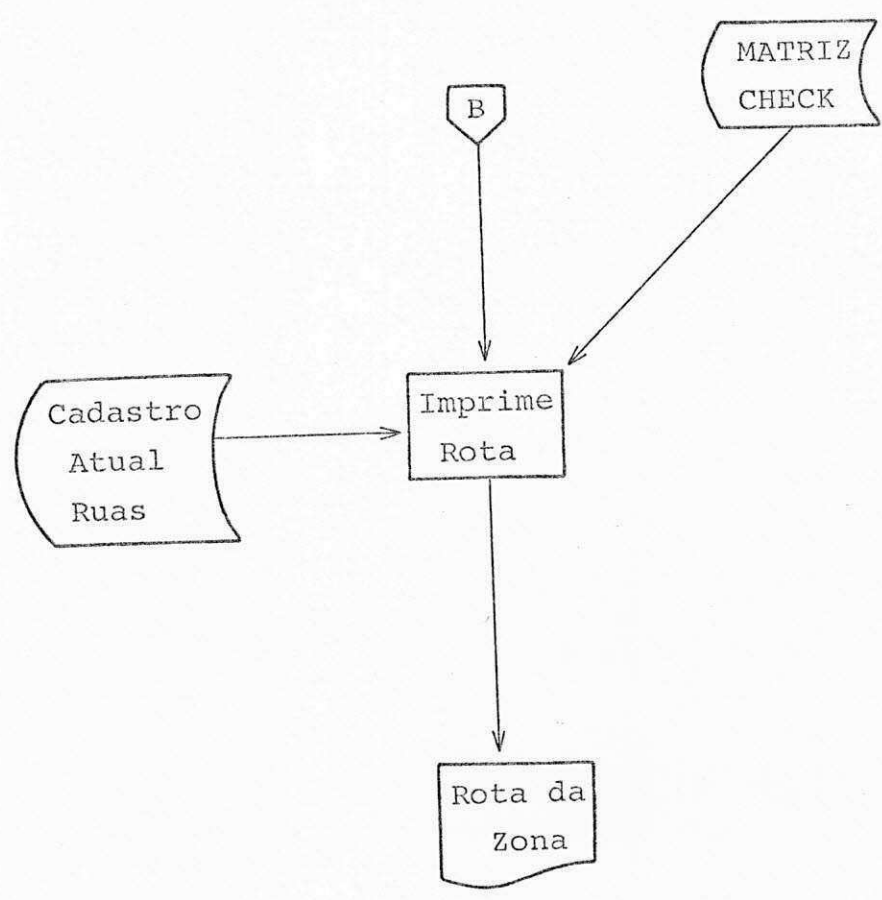 MATRIZ
CHECK
B
Cadastro
Atual
Ruas
Imprime
Rota
Rota da
Zona